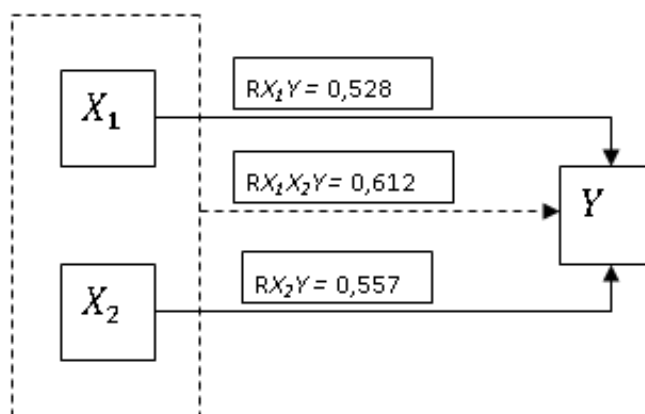 X₁
RX₁Y = 0,528
RX₁X₂Y = 0,612
Y
X₂
RX₂Y = 0,557